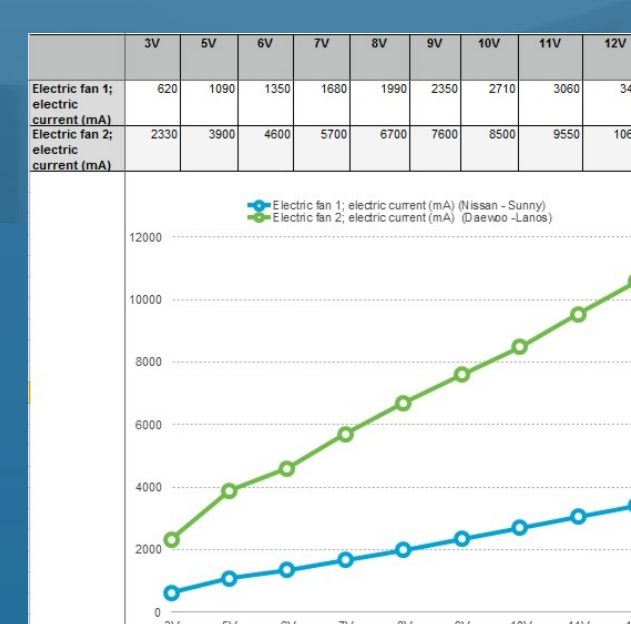 3V 5V 6V 7V 8V 9V 10V 11V 12V
Electric fan 1; 620 1090 1350 1680 1990 2350 2710 3060
electric
current (mA)
Electric fan 2; 2330 3900 4600 5700 6700 7600 8500 9550
electric
current (mA)
Electric fan 1; electric current (mA) (Nissan - Sunny)
Electric fan 2; electric current (mA) (Daewoo -Lanos)
12000
10000
8000
6000
4000
2000
0